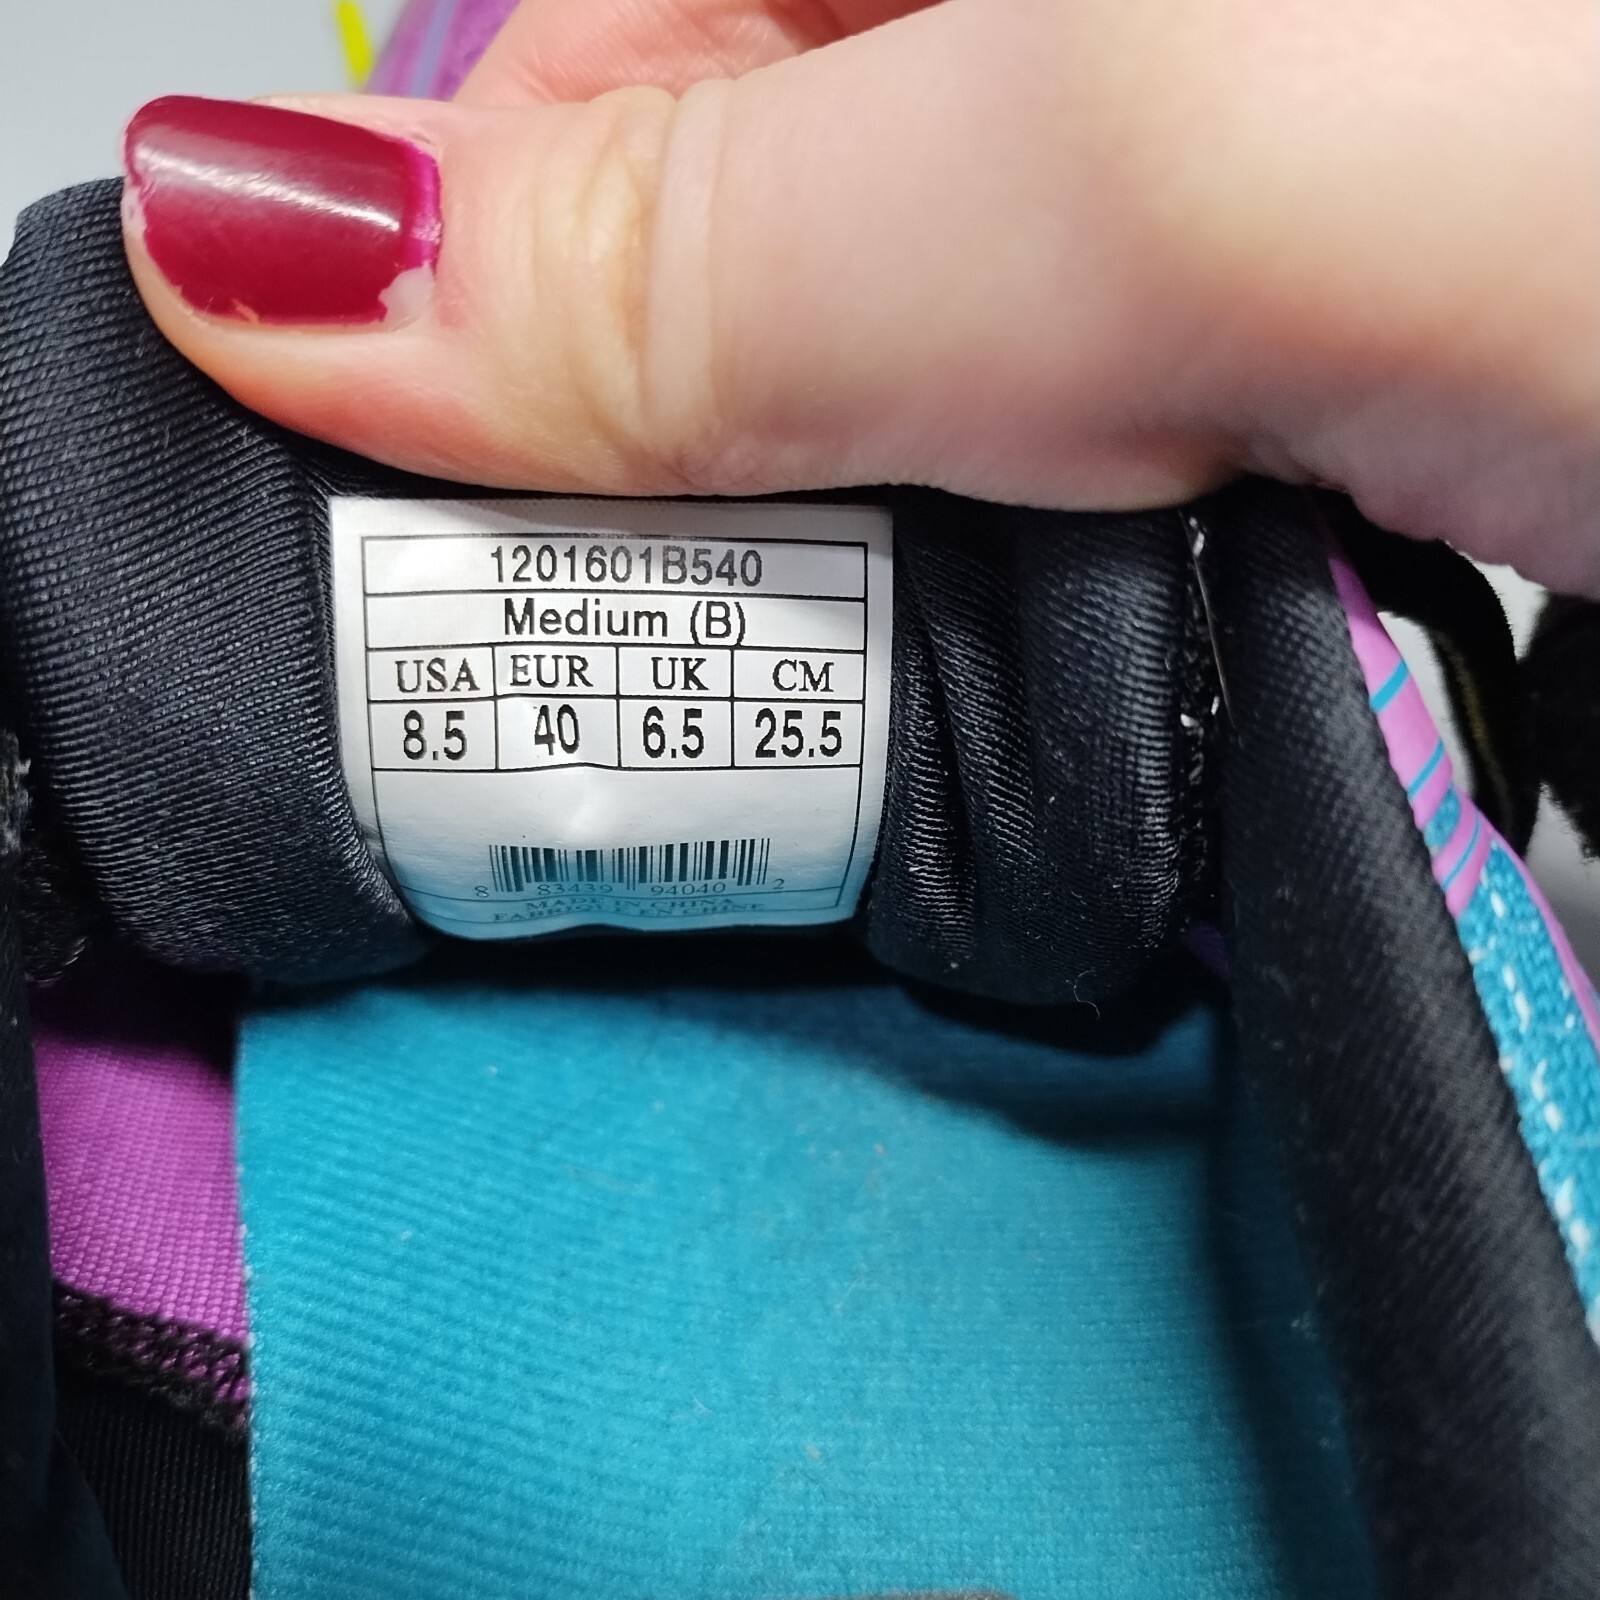 1201601B540
Medium (B)
USA EUR UK CM
8.5 40 6.5 25.5
8 83439 94040 2
MADE IN CHINA
FABRIQUE EN CHINE